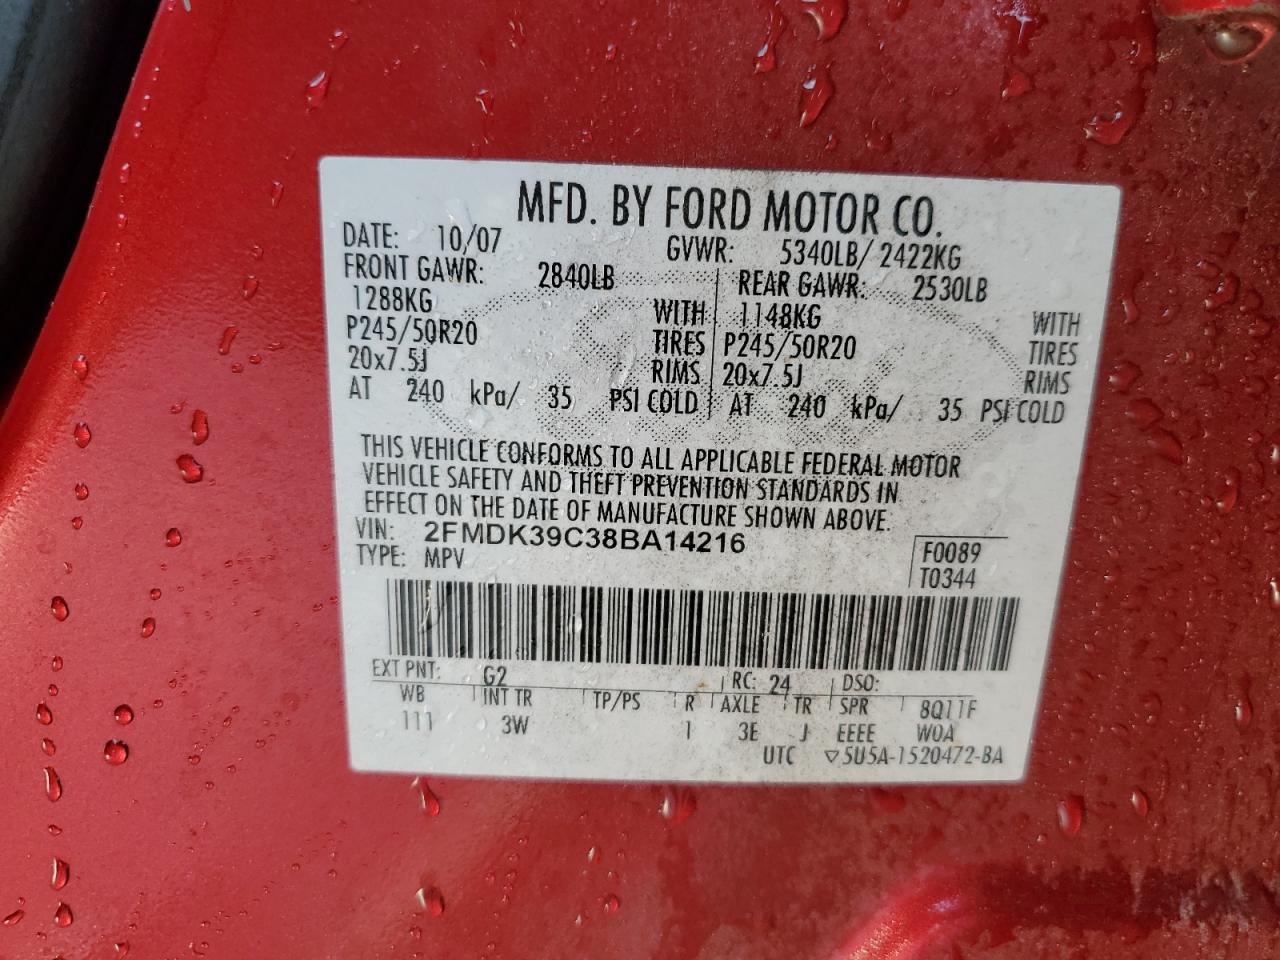 MFD. BY FORD MOTOR CO.
DATE: 10/07 GVWR: 5340LB/ 2422KG
FRONT GAWR: 2840LB REAR GAWR: 2530LB
1288KG WITH 1148KG WITH
P245/50R20 TIRES P245/50R20 TIRES
20x7.5J RIMS 20x7.5J RIMS
AT 240 kPa/ 35 PSI COLD AT 240 kPa/ 35 PSI COLD
THIS VEHICLE CONFORMS TO ALL APPLICABLE FEDERAL MOTOR
VEHICLE SAFETY AND THEFT PREVENTION STANDARDS IN
EFFECT ON THE DATE OF MANUFACTURE SHOWN ABOVE.
VIN: 2FMDK39C38BA14216 F0089
TYPE: MPV T0344
EXT PNT: G2 RC: 24 DSO:
WB INT TR TP/PS R AXLE TR SPR 8Q11F
111 3W 1 3E J EEEE WOA
UTC ▽5U5A-1520472-BA